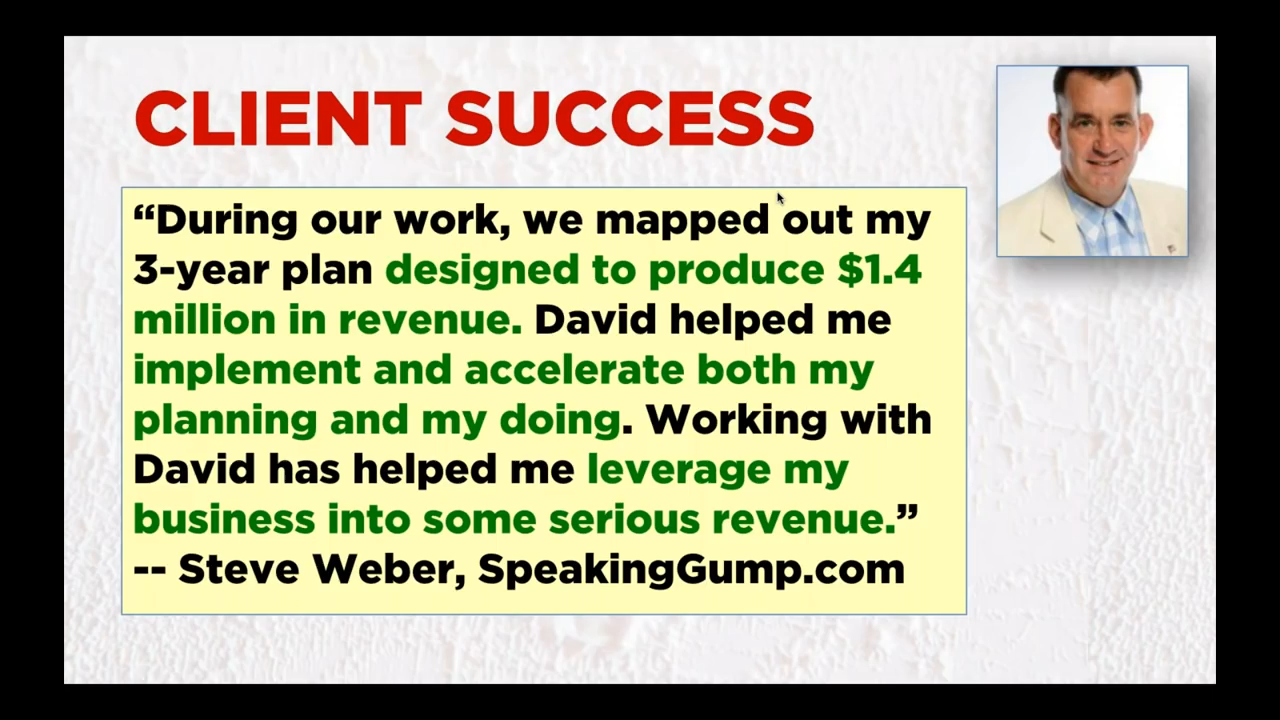 CLIENT SUCCESS
“During our work, we mapped out my
3-year plan designed to produce $1.4
million in revenue. David helped me
implement and accelerate both my
planning and my doing. Working with
David has helped me leverage my
business into some serious revenue.”
-- Steve Weber, SpeakingGump.com